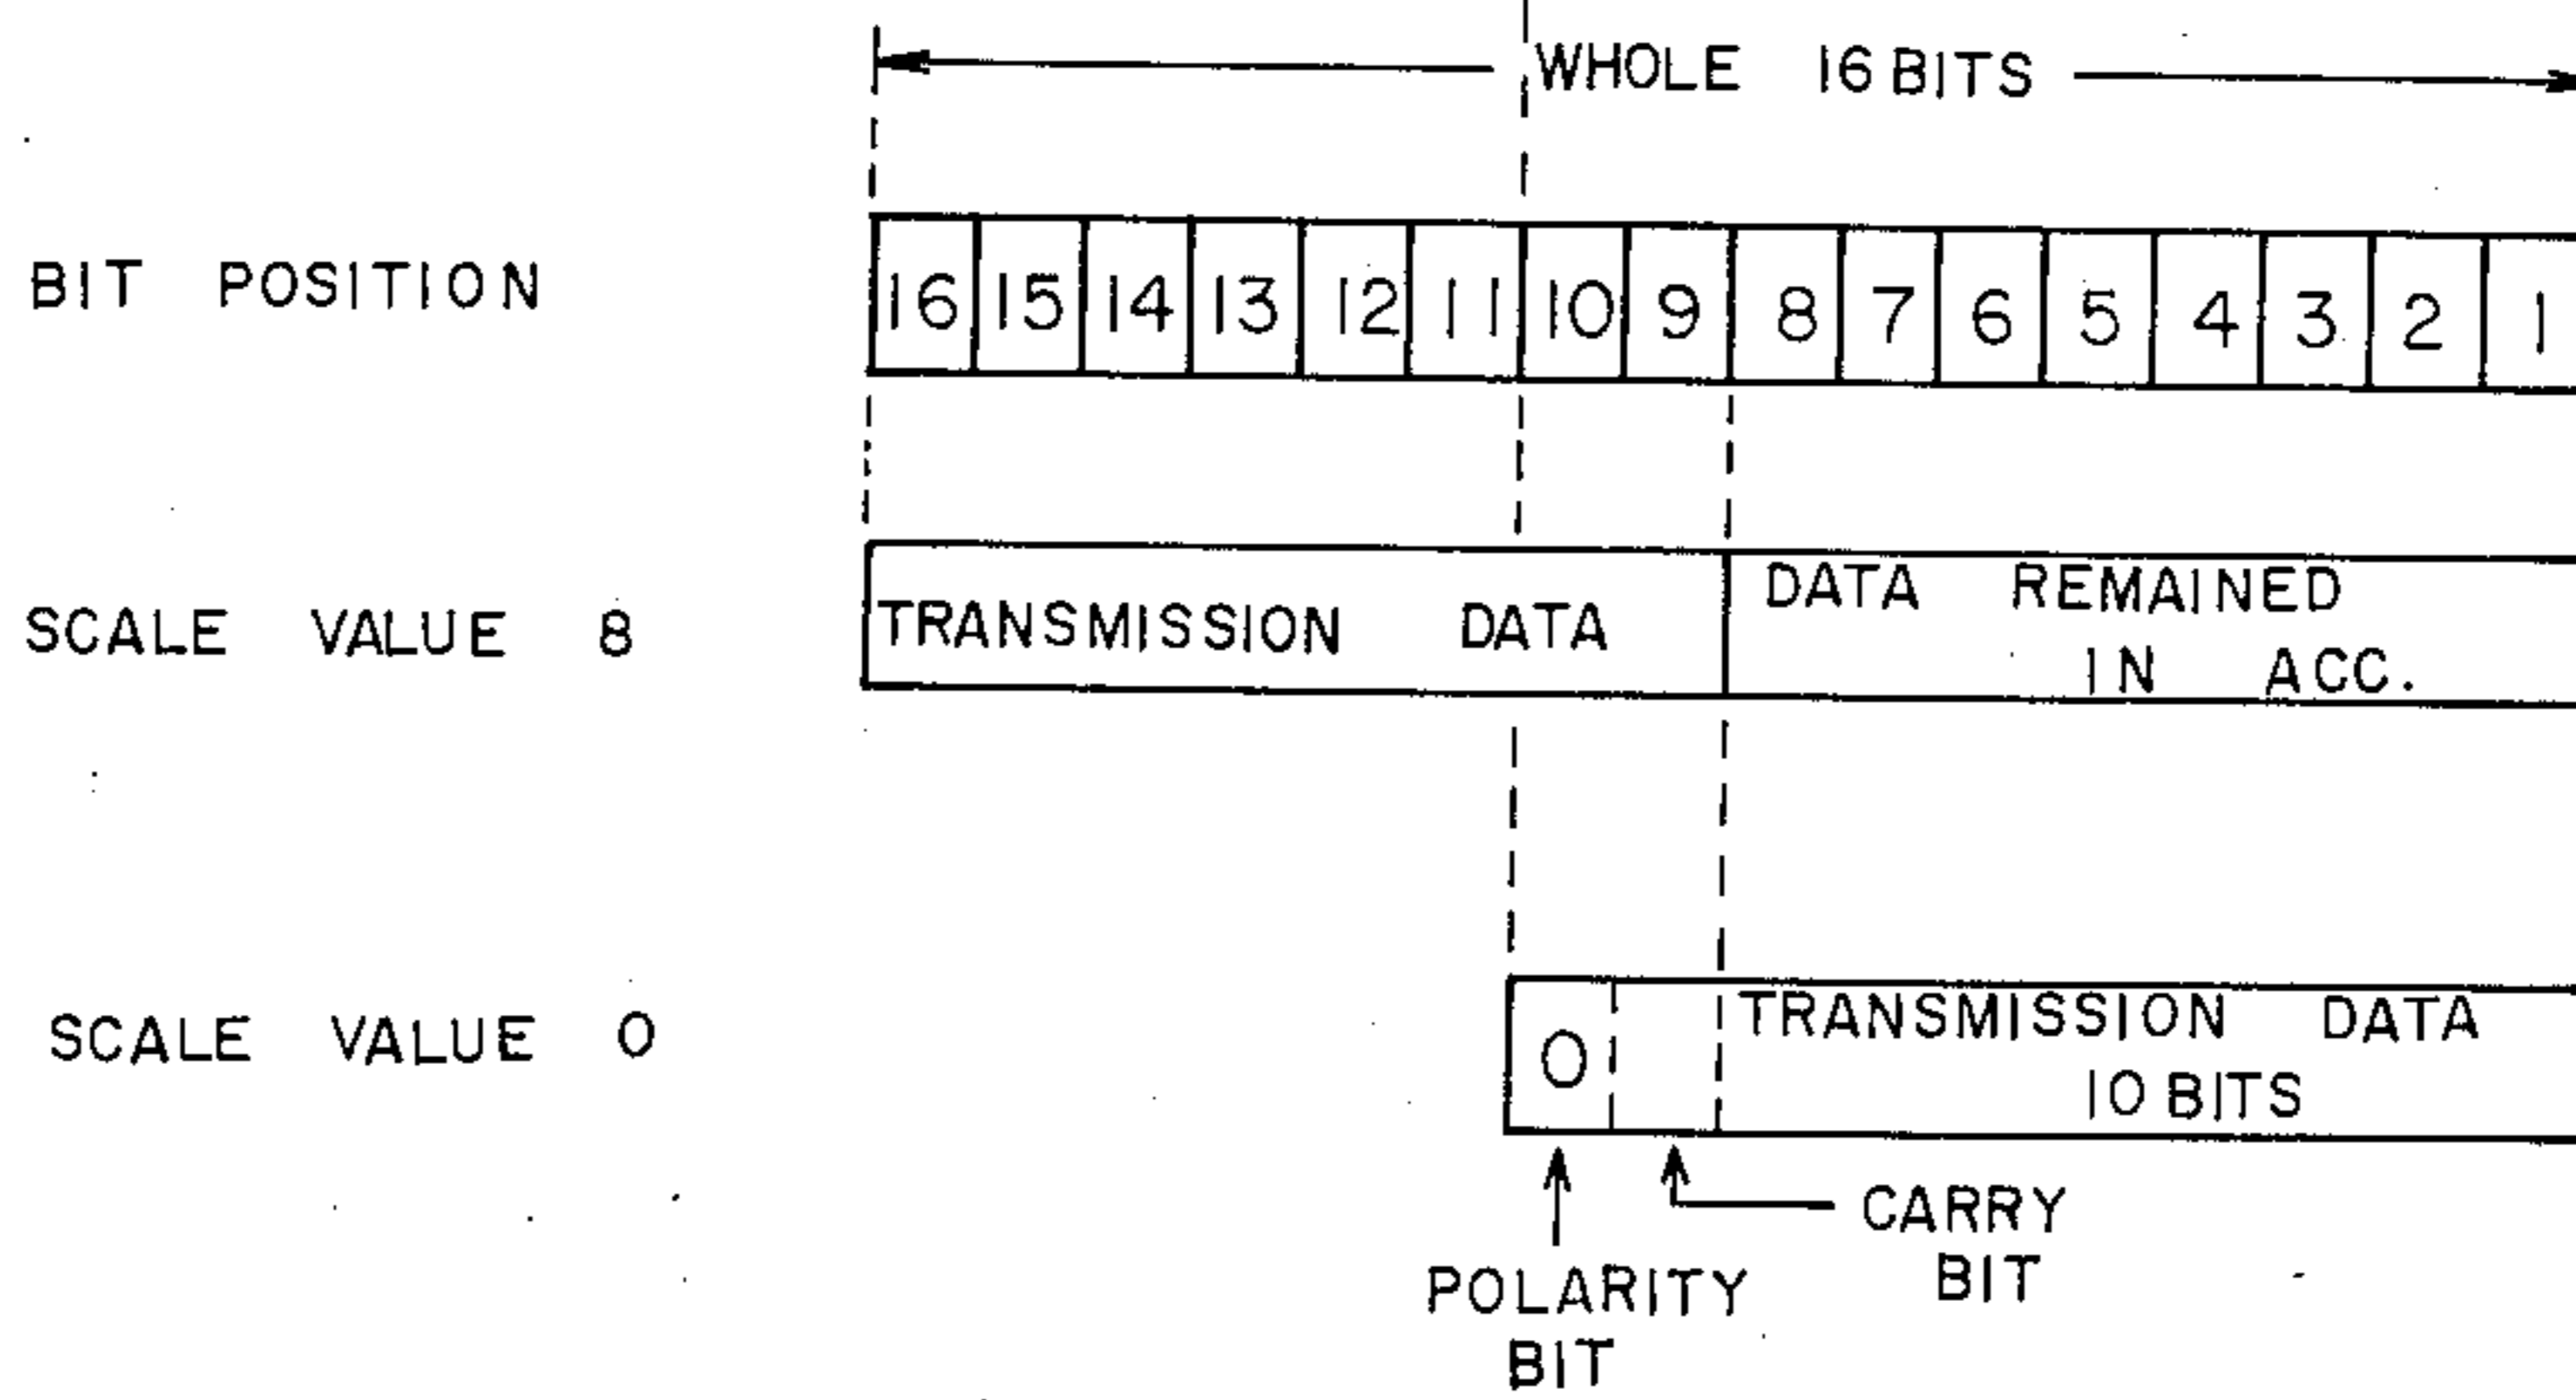 WHOLE 16 BITS
BIT POSITION
16 15 14 13 12 11 10 9 8 7 6 5 4 3 2 1
SCALE VALUE 8
TRANSMISSION DATA
DATA REMAINED
IN ACC.
SCALE VALUE 0
0
TRANSMISSION DATA
10 BITS
CARRY
BIT
POLARITY
BIT